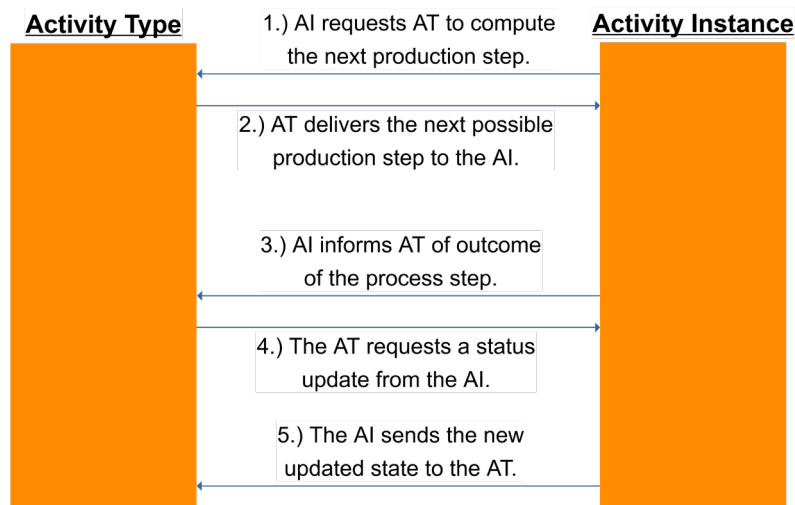 Activity Type
Activity Instance
1.) AI requests AT to compute
the next production step.
2.) AT delivers the next possible
production step to the AI.
3.) AI informs AT of outcome
of the process step.
4.) The AT requests a status
update from the AI.
5.) The AI sends the new
updated state to the AT.